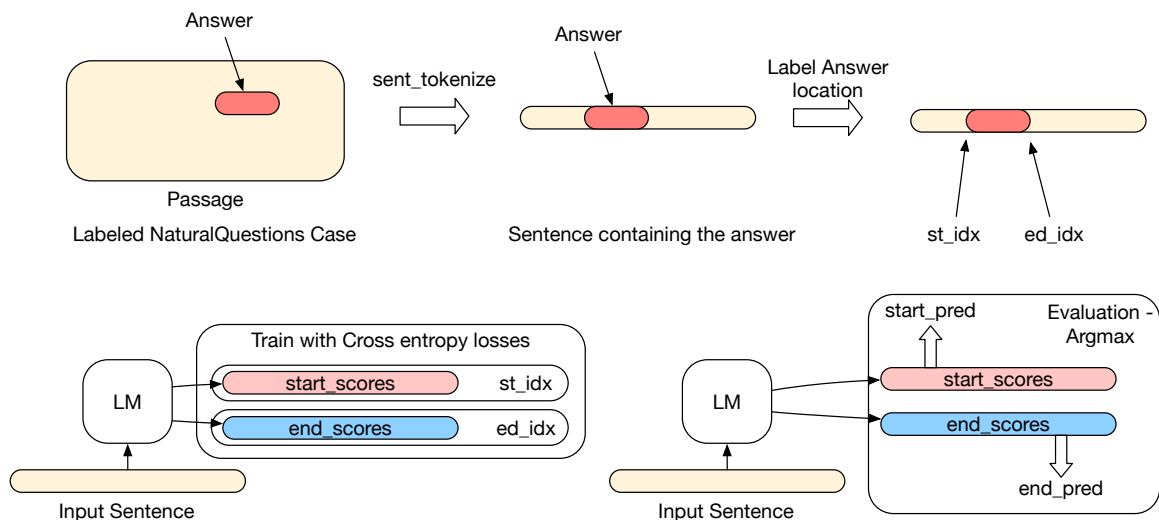 Answer
Passage
Labeled NaturalQuestions Case
sent_tokenize
Answer
Sentence containing the answer
Label Answer
location
st_idx
ed_idx
Train with Cross entropy losses
LM
start_scores
st_idx
end_scores
ed_idx
Input Sentence
start_pred
Evaluation -
Argmax
LM
start_scores
end_scores
end_pred
Input Sentence